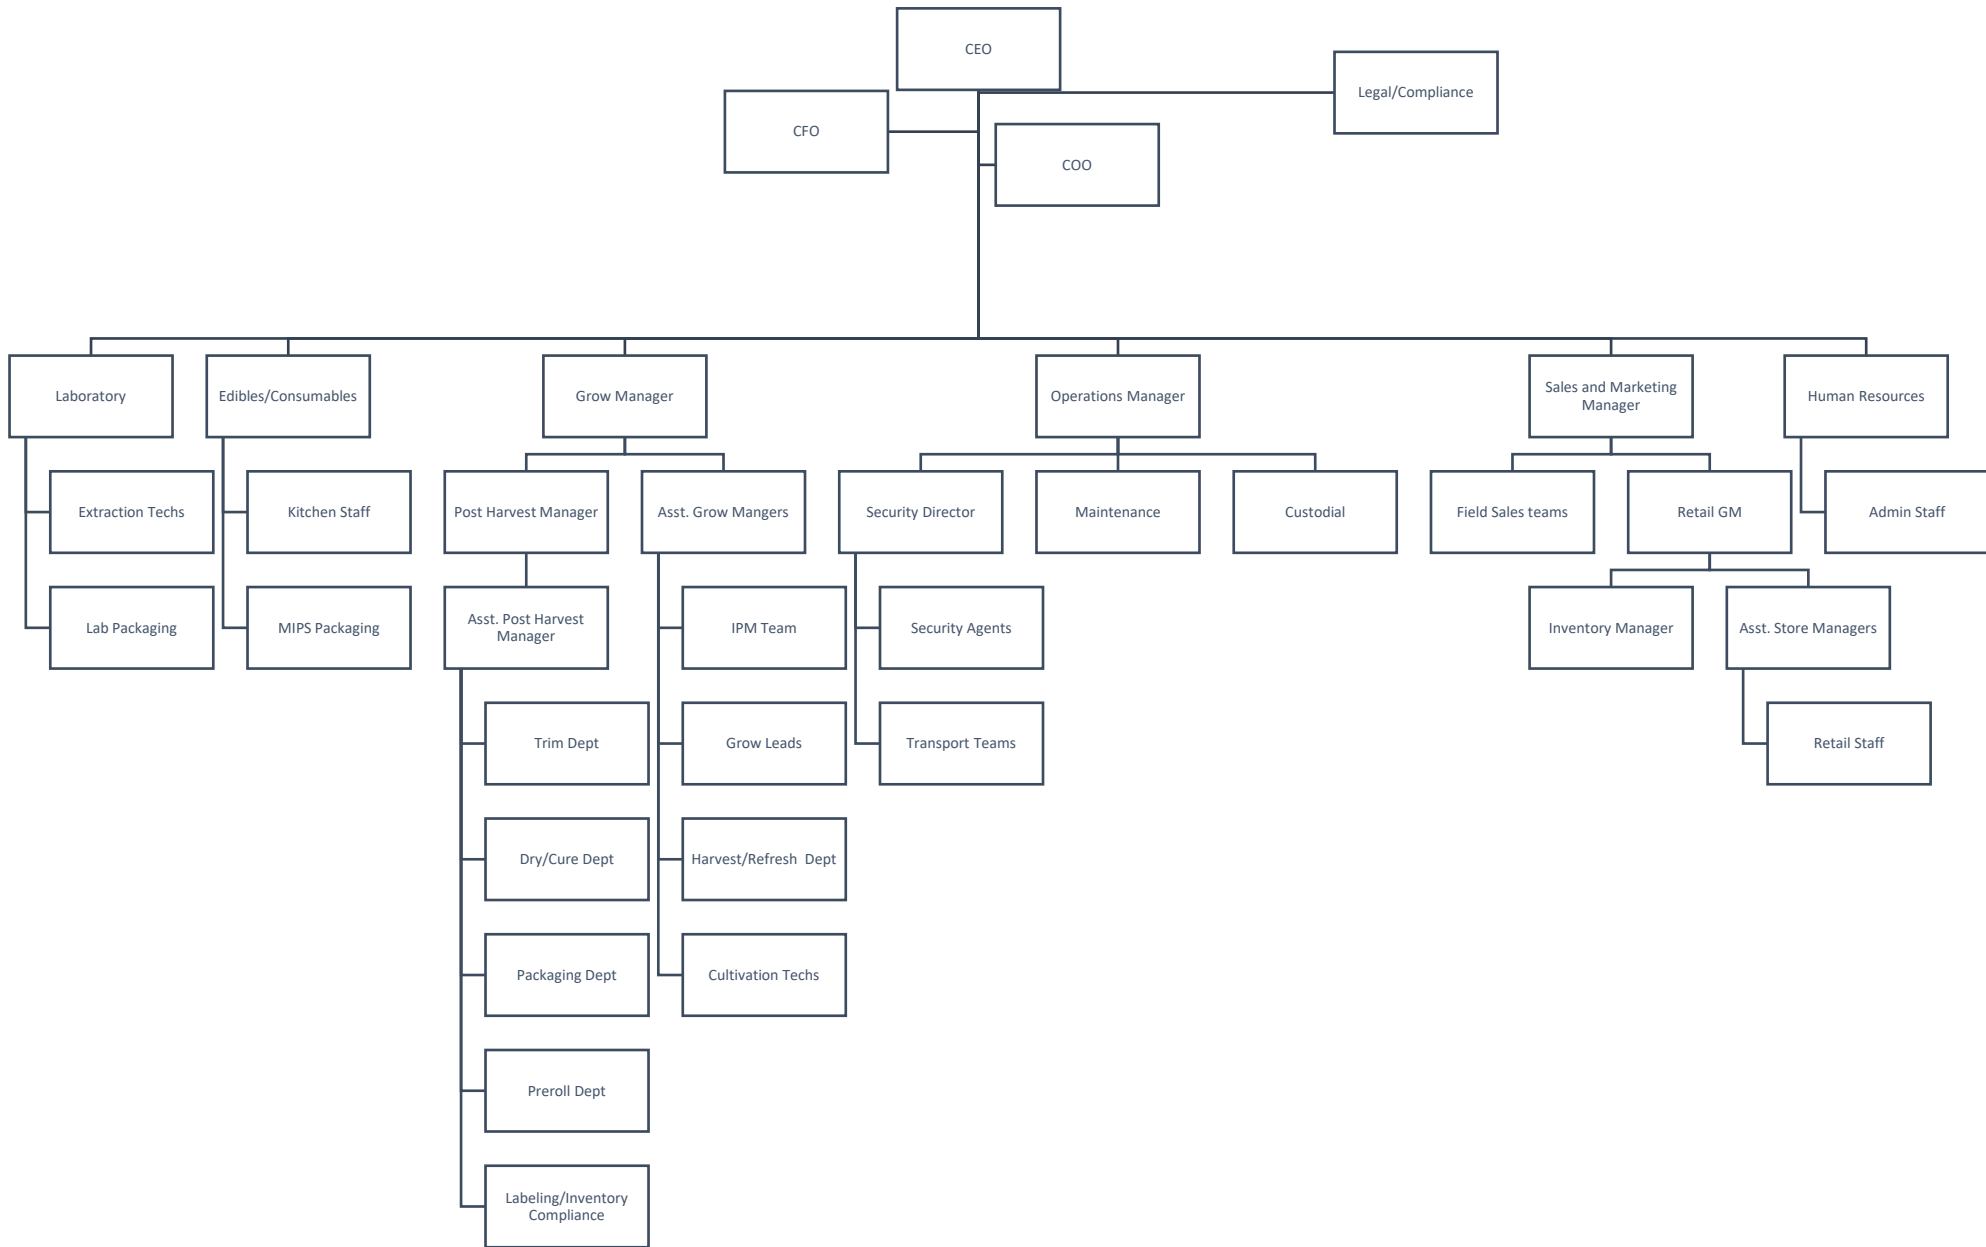 CEO
Legal/Compliance
CFO
COO
Laboratory
Edibles/Consumables
Grow Manager
Operations Manager
Sales and Marketing
Manager
Human Resources
Extraction Techs
Kitchen Staff
Post Harvest Manager
Asst. Grow Mangers
Security Director
Maintenance
Custodial
Field Sales teams
Retail GM
Admin Staff
Lab Packaging
MIPS Packaging
Asst. Post Harvest
Manager
IPM Team
Security Agents
Inventory Manager
Asst. Store Managers
Trim Dept
Grow Leads
Transport Teams
Retail Staff
Dry/Cure Dept
Harvest/Refresh  Dept
Packaging Dept
Cultivation Techs
Preroll Dept
Labeling/Inventory
Compliance